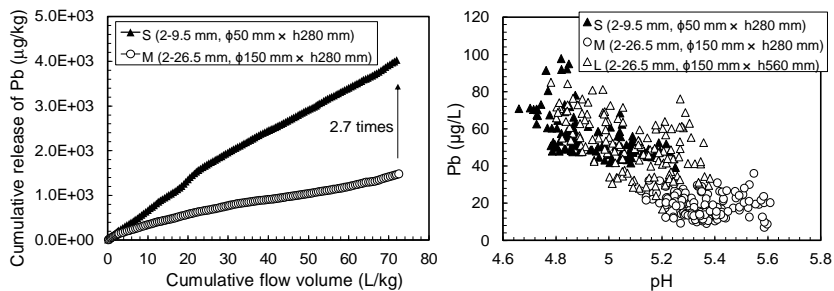 Cumulative release of Pb (µg/kg)
5.0E+03
4.0E+03
3.0E+03
2.0E+03
1.0E+03
0.0E+00
S (2-9.5 mm, ϕ50 mm × h280 mm)
M (2-26.5 mm, ϕ150 mm × h280 mm)
2.7 times
0 10 20 30 40 50 60 70 80
Cumulative flow volume (L/kg)
Pb (µg/L)
120
100
80
60
40
20
0
S (2-9.5 mm, ϕ50 mm × h280 mm)
M (2-26.5 mm, ϕ150 mm × h280 mm)
L (2-26.5 mm, ϕ150 mm × h560 mm)
4.6 4.8 5.0 5.2 5.4 5.6 5.8
pH